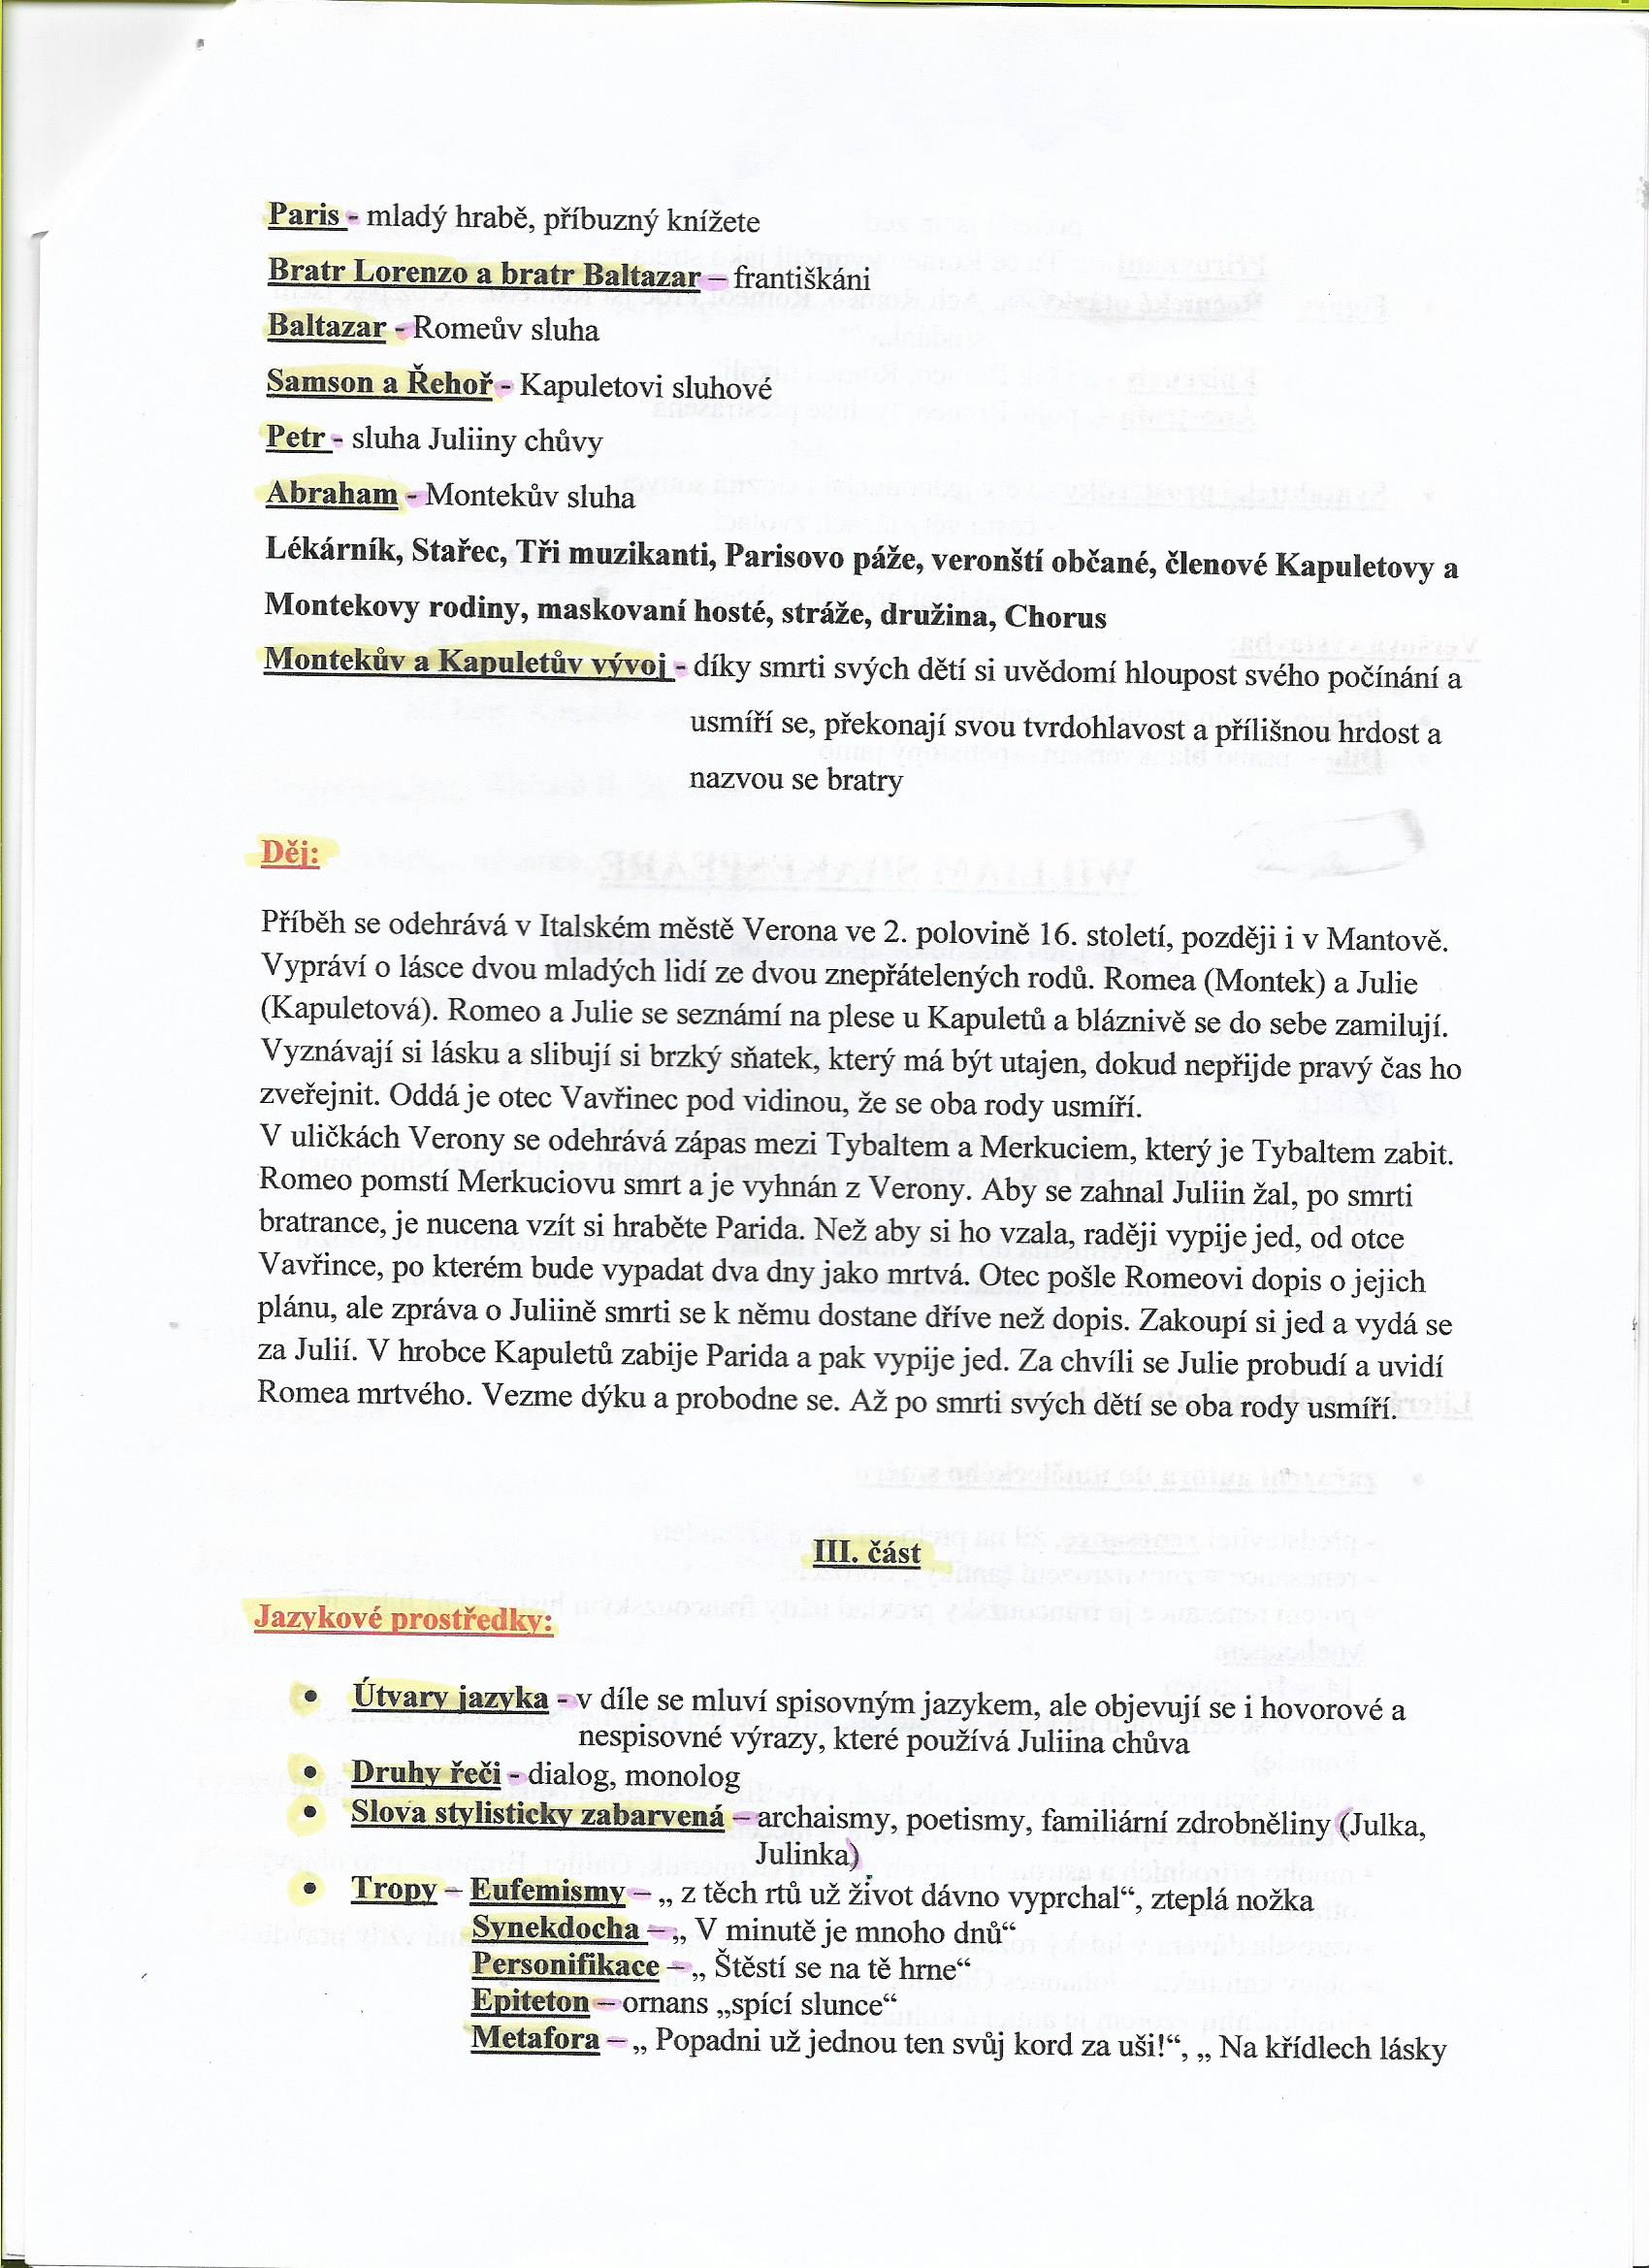 Paris - mladý hrabě, příbuzný knížete
Bratr Lorenzo a bratr Baltazar – františkáni
Baltazar - Romeův sluha
Samson a Řehoř - Kapuletovi sluhové
Petr - sluha Juliiny chůvy
Abraham - Montekův sluha
Lékárník, Stařec, Tři muzikanti, Parisovo páže, veronští občané, členové Kapuletovy a
Montekovy rodiny, maskovaní hosté, stráže, družina, Chorus
Montekův a Kapuletův vývoj - díky smrti svých dětí si uvědomí hloupost svého počínání a
usmíří se, překonají svou tvrdohlavost a přílišnou hrdost a
nazvou se bratry
Děj:
Příběh se odehrává v Italském městě Verona ve 2. polovině 16. století, později i v Mantově.
Vypráví o lásce dvou mladých lidí ze dvou znepřátelených rodů. Romea (Montek) a Julie
(Kapuletová). Romeo a Julie se seznámí na plese u Kapuletů a bláznivě se do sebe zamilují.
Vyznávají si lásku a slibují si brzký sňatek, který má být utajen, dokud nepřijde pravý čas ho
zveřejnit. Oddá je otec Vavřinec pod vidinou, že se oba rody usmíří.
V uličkách Verony se odehrává zápas mezi Tybaltem a Merkuciem, který je Tybaltem zabit.
Romeo pomstí Merkuciovu smrt a je vyhnán z Verony. Aby se zahnal Juliin žal, po smrti
bratrance, je nucena vzít si hraběte Parida. Než aby si ho vzala, raději vypije jed, od otce
Vavřince, po kterém bude vypadat dva dny jako mrtvá. Otec pošle Romeovi dopis o jejich
plánu, ale zpráva o Juliině smrti se k němu dostane dříve než dopis. Zakoupí si jed a vydá se
za Julií. V hrobce Kapuletů zabije Parida a pak vypije jed. Za chvíli se Julie probudí a uvidí
Romea mrtvého. Vezme dýku a probodne se. Až po smrti svých dětí se oba rody usmíří.
III. část
Jazykové prostředky:
• Útvary jazyka - v díle se mluví spisovným jazykem, ale objevují se i hovorové a
nespisovné výrazy, které používá Juliina chůva
• Druhy řeči - dialog, monolog
• Slova stylisticky zabarvená – archaismy, poetismy, familiární zdrobněliny (Julka,
Julinka)
• Tropy – Eufemismy – „ z těch rtů už život dávno vyprchal“, zteplá nožka
Synekdocha – „ V minutě je mnoho dnů“
Personifikace – „ Štěstí se na tě hrne“
Epiteton – ornans „spící slunce“
Metafora – „ Popadni už jednou ten svůj kord za uši!“, „ Na křídlech lásky